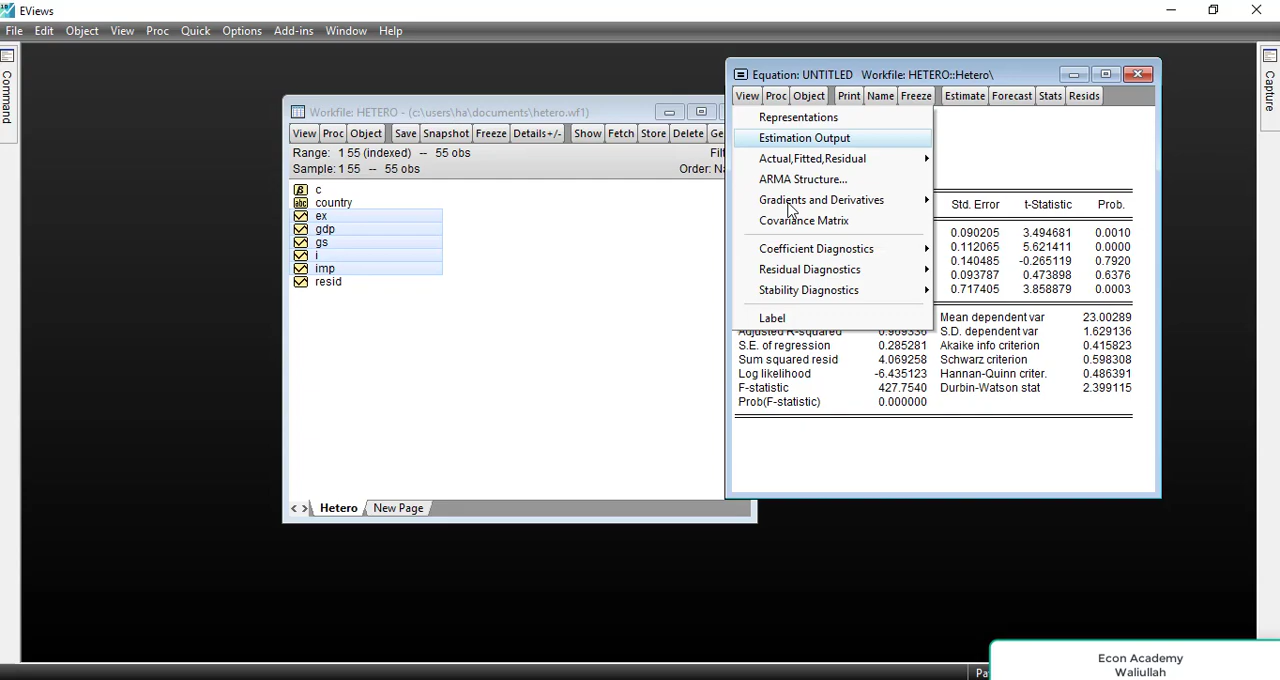 EViews
File Edit Object View Proc Quick Options Add-ins Window Help
Command
Capture
Workfile: HETERO - (c:\users\ha\documents\hetero.wf1)
View Proc Object Save Snapshot Freeze Details+/- Show Fetch Store Delete Ge
Range: 1 55 (indexed) -- 55 obs Filt
Sample: 1 55 -- 55 obs Order: Na
c
country
ex
gdp
gs
i
imp
resid
< > Hetero New Page
Equation: UNTITLED Workfile: HETERO::Hetero\
View Proc Object Print Name Freeze Estimate Forecast Stats Resids
Representations
Estimation Output
Actual,Fitted,Residual
ARMA Structure...
Gradients and Derivatives
Covariance Matrix
Coefficient Diagnostics
Residual Diagnostics
Stability Diagnostics
Label
Std. Error t-Statistic Prob.
0.090205 3.494681 0.0010
0.112065 5.621411 0.0000
0.140485 -0.265119 0.7920
0.093787 0.473898 0.6376
0.717405 3.858879 0.0003
Mean dependent var 23.00289
Adjusted R-squared 0.969336 S.D. dependent var 1.629136
S.E. of regression 0.285281 Akaike info criterion 0.415823
Sum squared resid 4.069258 Schwarz criterion 0.598308
Log likelihood -6.435123 Hannan-Quinn criter. 0.486391
F-statistic 427.7540 Durbin-Watson stat 2.399115
Prob(F-statistic) 0.000000
Pa
Econ Academy
Waliullah